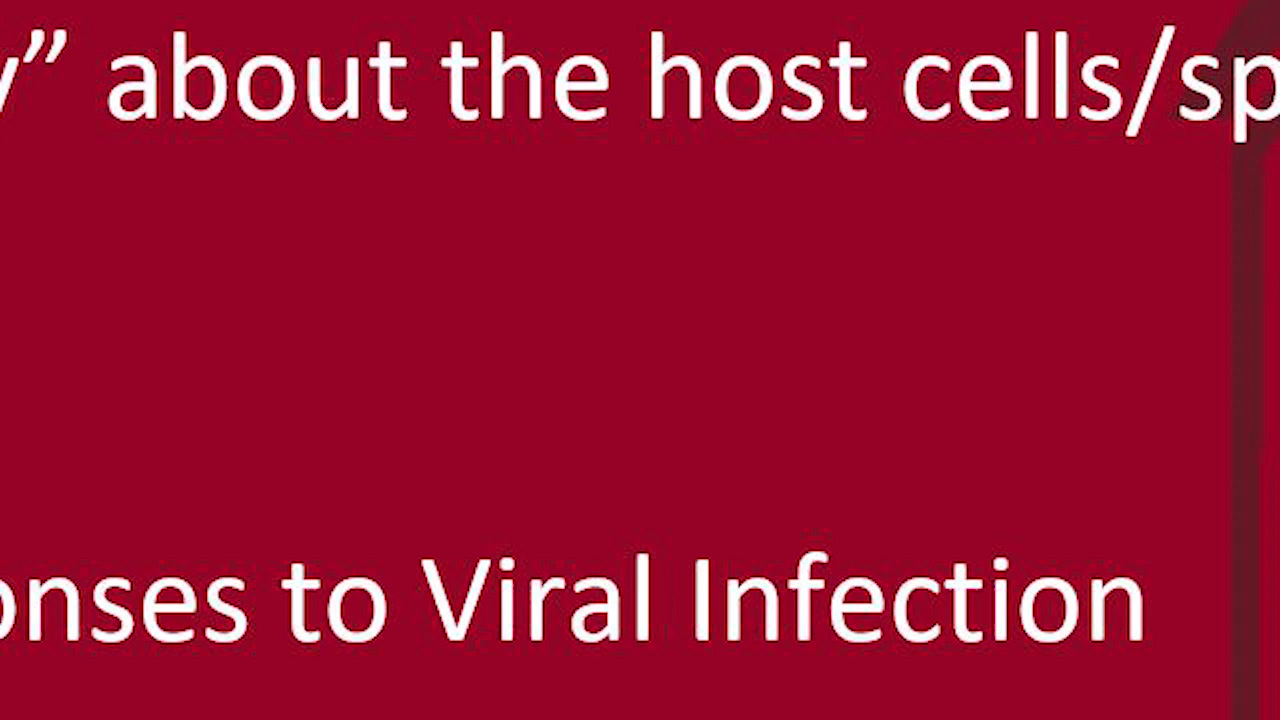 y” about the host cells/sp
onses to Viral Infection